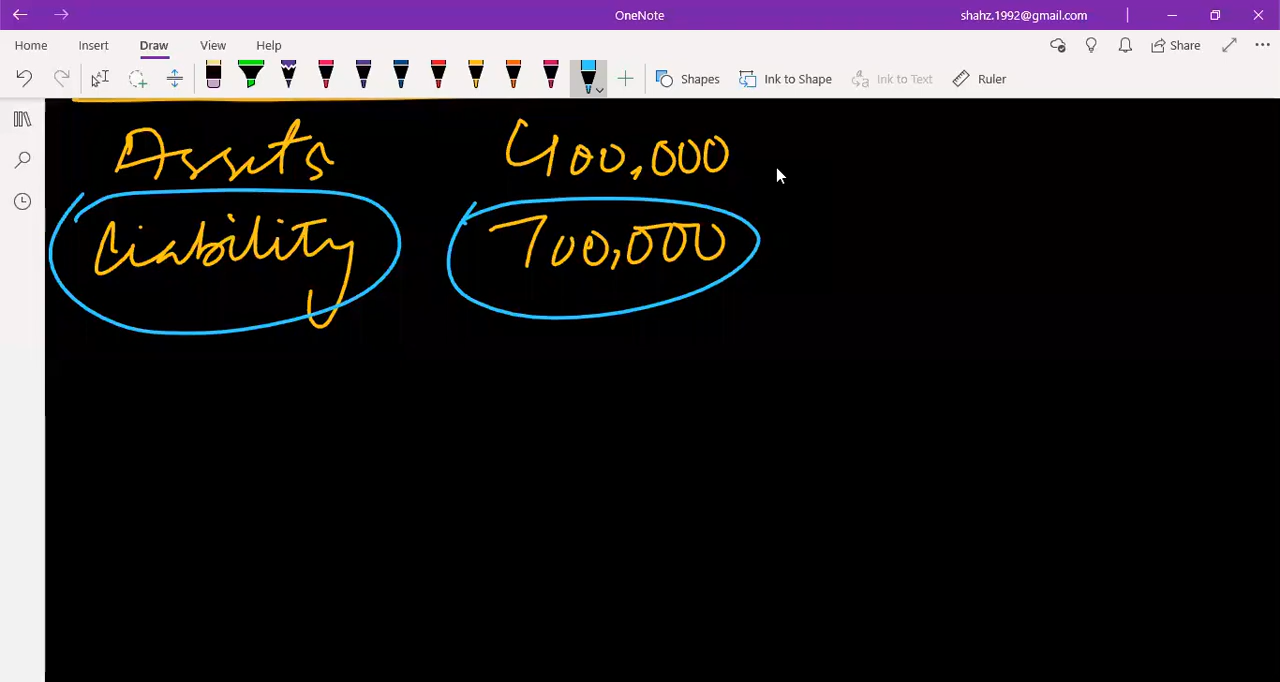 OneNote
shahz.1992@gmail.com
Home Insert Draw View Help Share
Shapes Ink to Shape Ink to Text Ruler
Assets 400,000
Liability 700,000